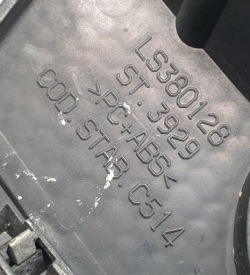 LS380128
ST. 3929
>PC+ABS<
COD STAB. C514